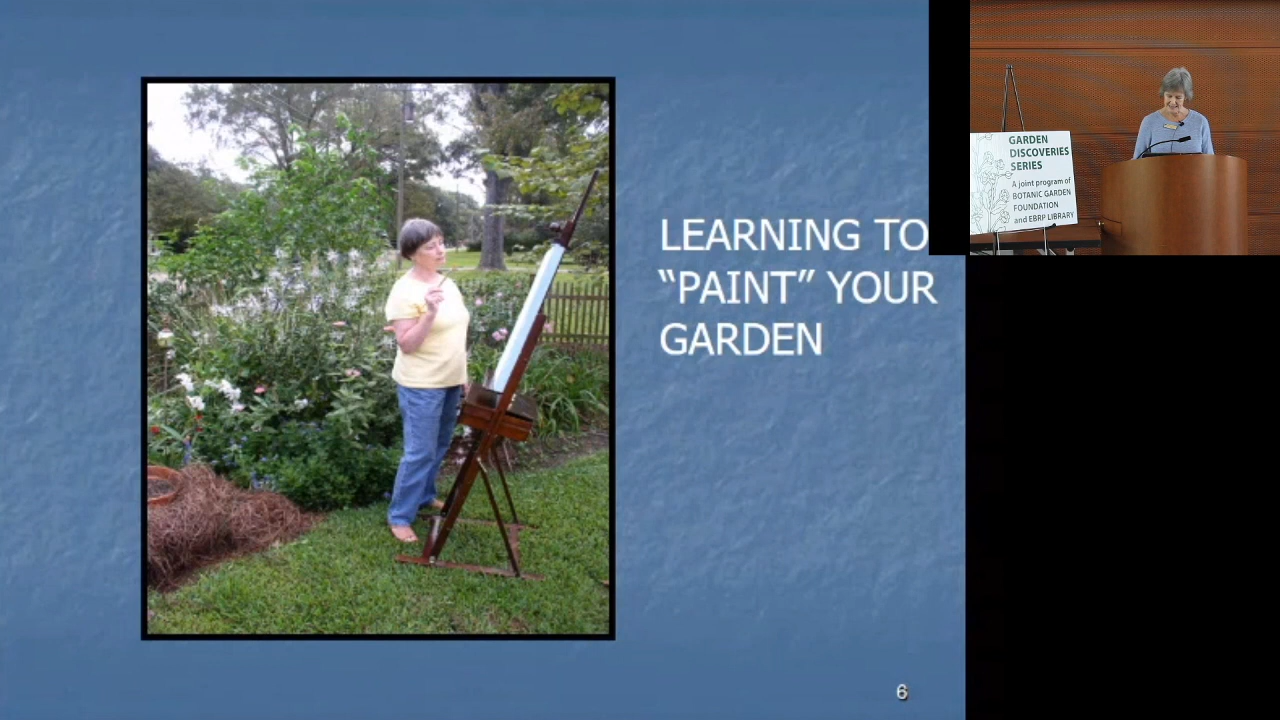 LEARNING TO
“PAINT” YOUR
GARDEN
6
GARDEN
DISCOVERIES
SERIES
A joint program of
BOTANIC GARDEN
FOUNDATION
and EBRP LIBRARY